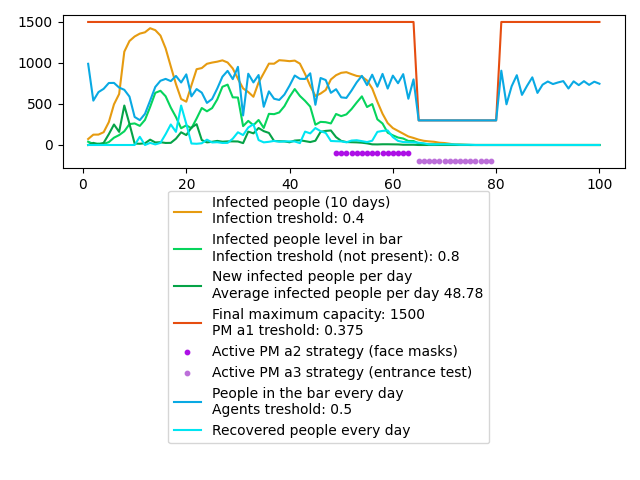 1500
1000
500
0
0
20
40
60
80
100
Infected people (10 days)
Infection treshold: 0.4
Infected people level in bar
Infection treshold (not present): 0.8
New infected people per day
Average infected people per day 48.78
Final maximum capacity: 1500
PM a1 treshold: 0.375
Active PM a2 strategy (face masks)
Active PM a3 strategy (entrance test)
People in the bar every day
Agents treshold: 0.5
Recovered people every day